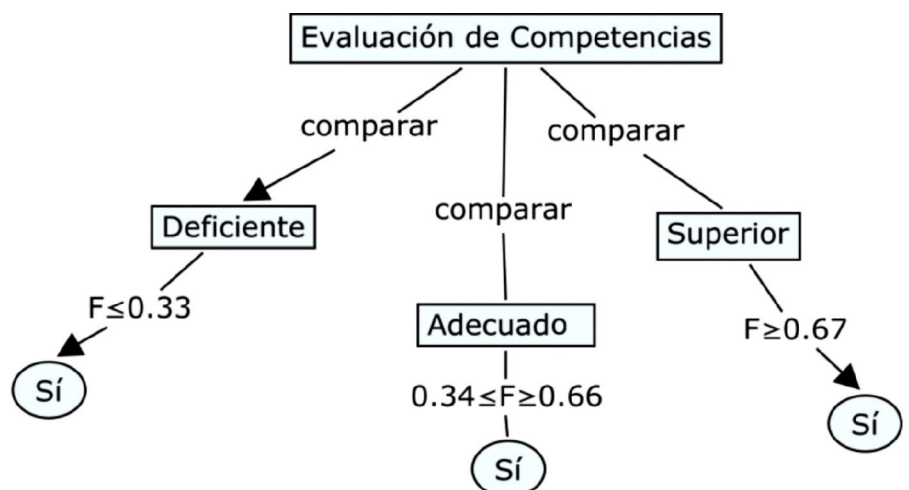 Evaluación de Competencias
comparar
comparar
comparar
Deficiente
Superior
Adecuado
F≤0.33
F≥0.67
0.34≤F≥0.66
Sí
Sí
Sí